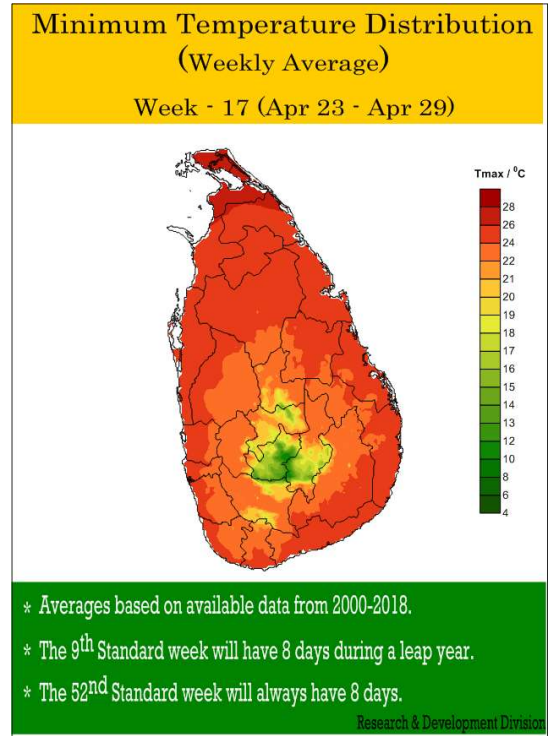 Minimum Temperature Distribution
(Weekly Average)
Week - 17 (Apr 23 - Apr 29)
Tmax / ⁰C
28
26
24
22
21
20
19
18
17
16
15
14
13
12
10
8
6
4
* Averages based on available data from 2000-2018.
* The 9th Standard week will have 8 days during a leap year.
* The 52nd Standard week will always have 8 days.
Research & Development Division